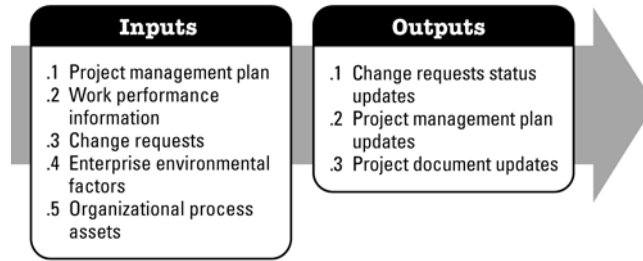 Inputs
.1 Project management plan
.2 Work performance
information
.3 Change requests
.4 Enterprise environmental
factors
.5 Organizational process
assets
Outputs
.1 Change requests status
updates
.2 Project management plan
updates
.3 Project document updates